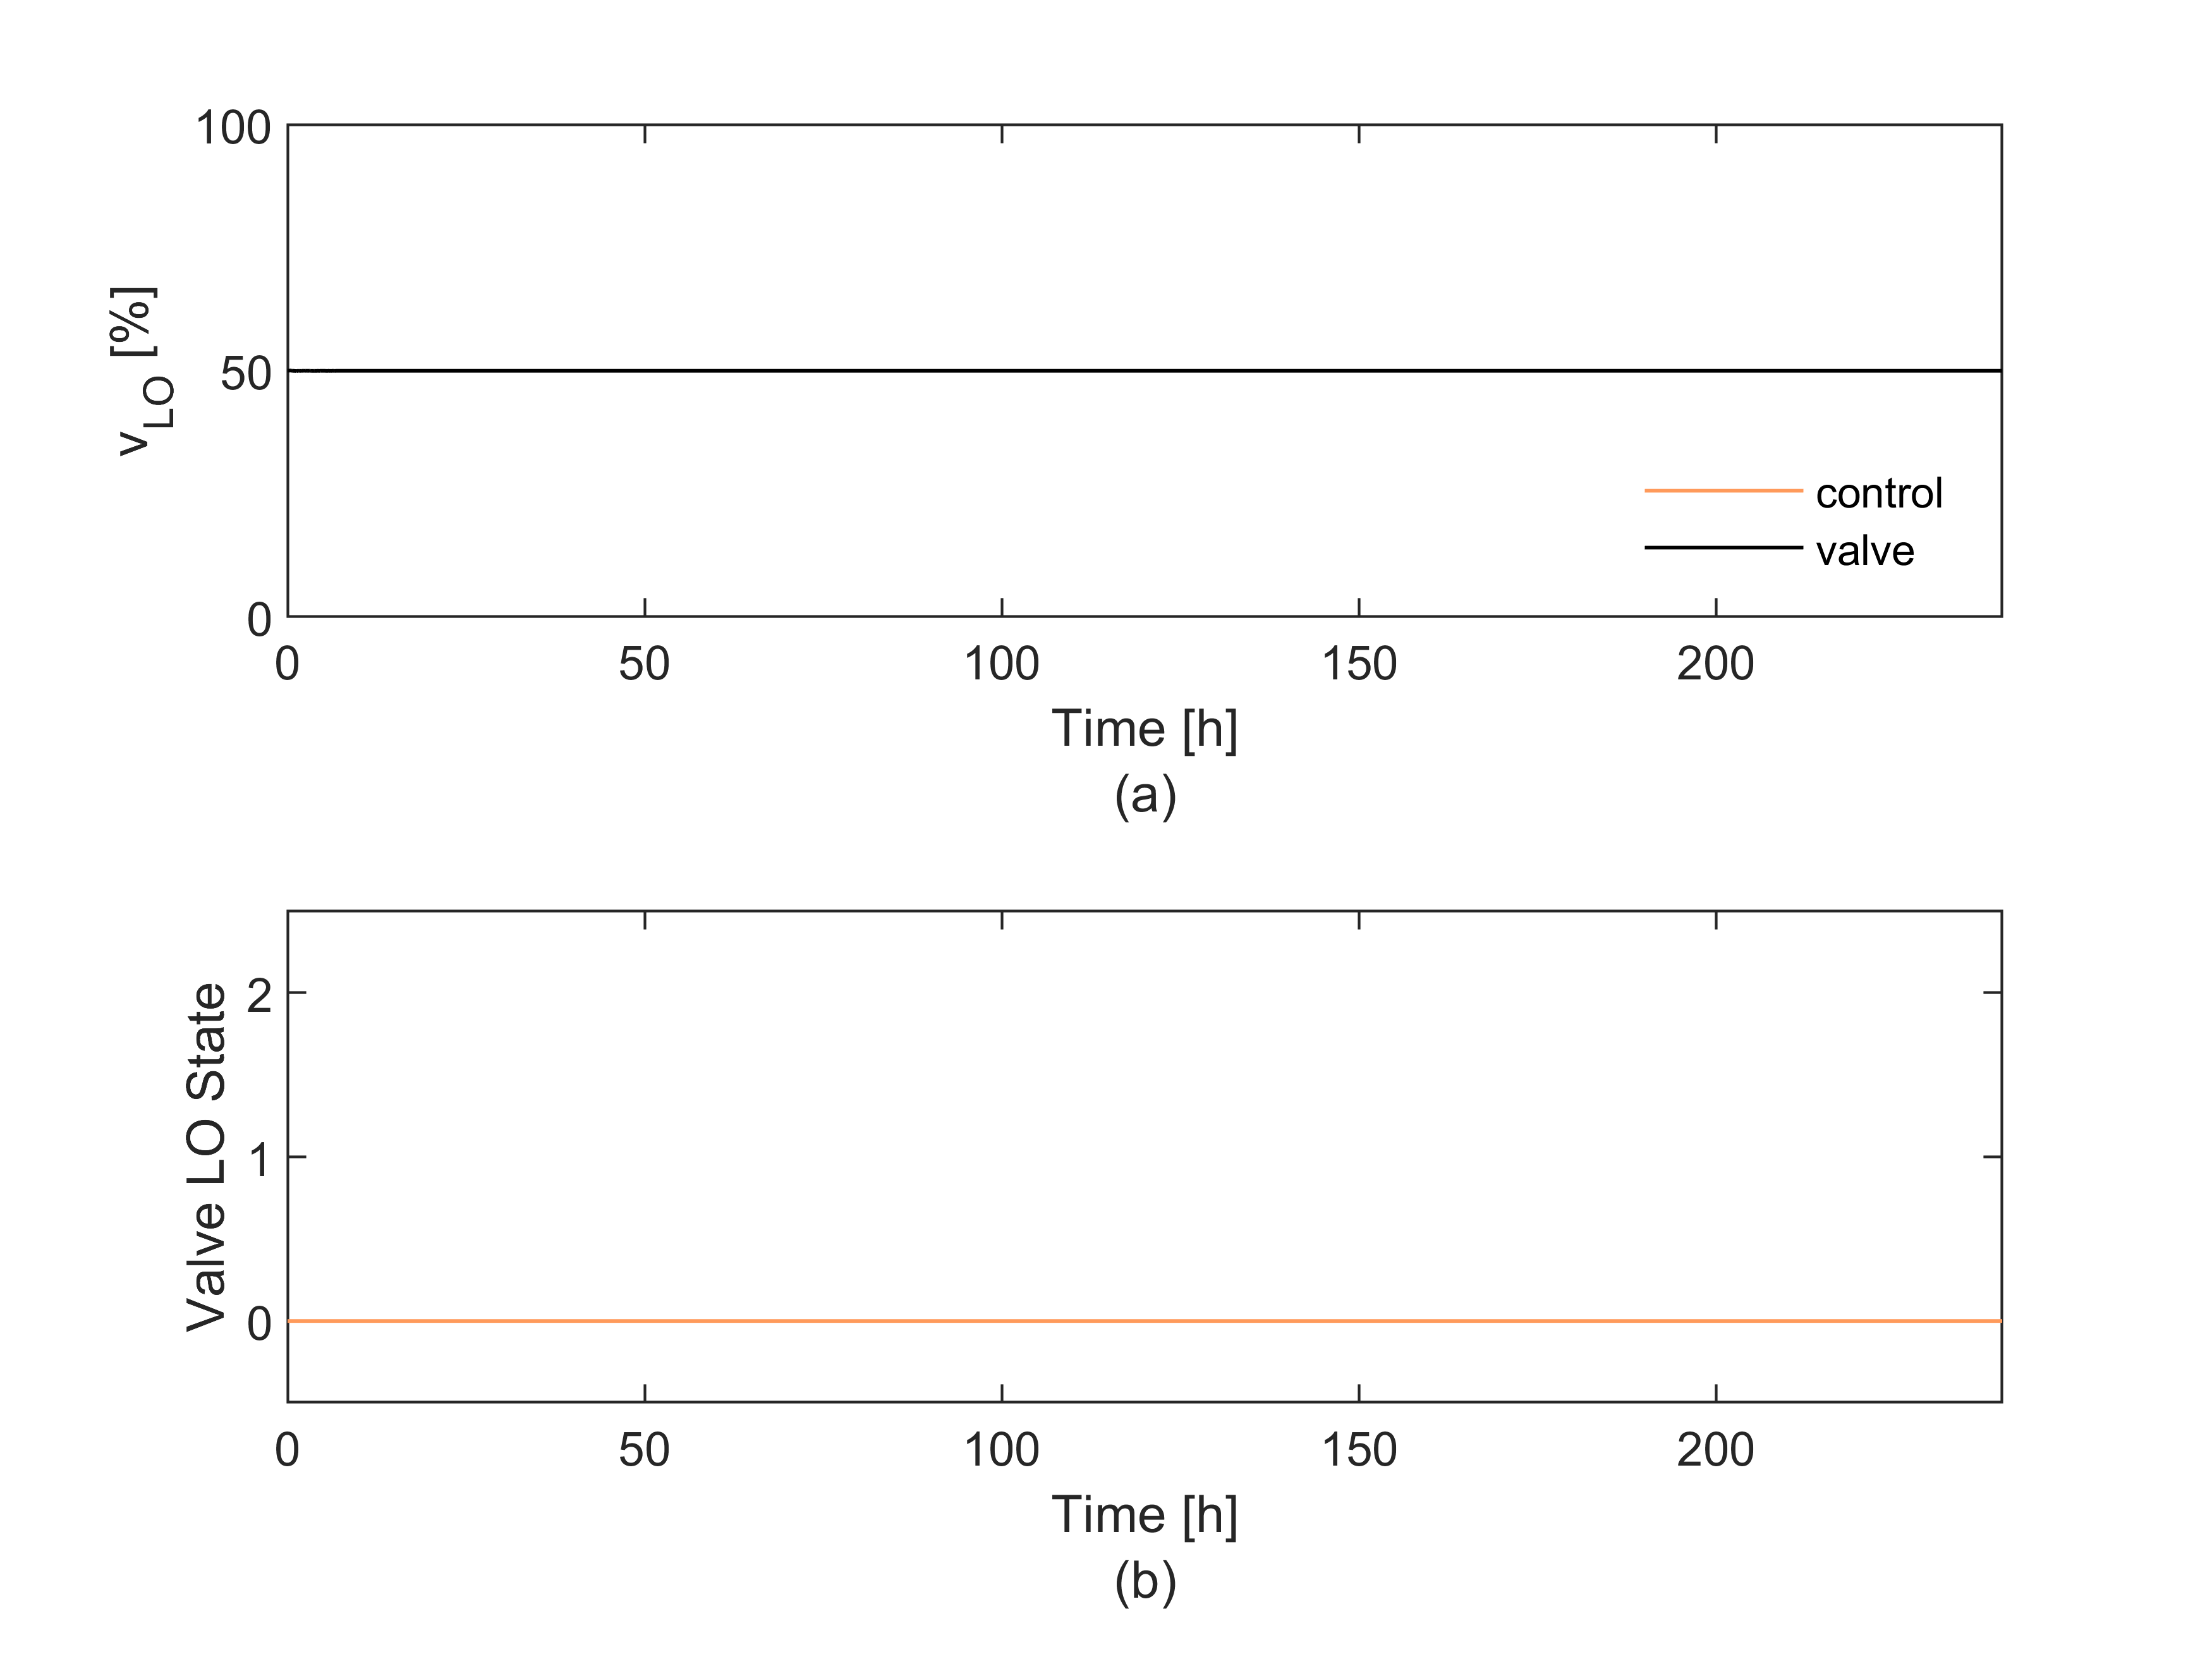 100
50
0
v_LO [%]
control
valve
0 50 100 150 200
Time [h]
(a)
2
1
0
Valve LO State
0 50 100 150 200
Time [h]
(b)